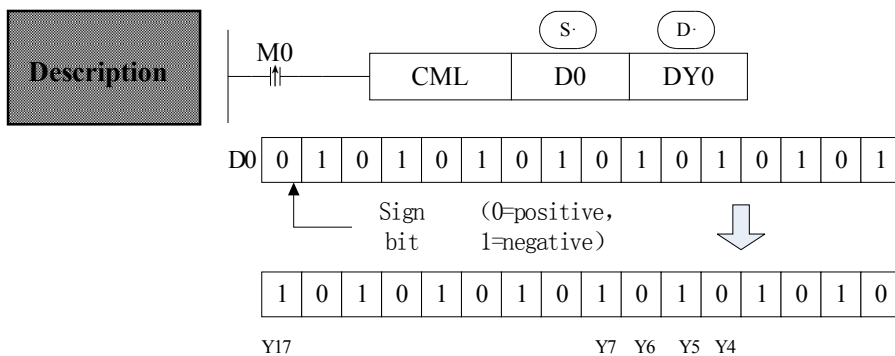 S· D·
M0
Description
CML D0 DY0
D0 0 1 0 1 0 1 0 1 0 1 0 1 0 1 0 1
Sign (0=positive,
bit 1=negative)
1 0 1 0 1 0 1 0 1 0 1 0 1 0 1 0
Y17 Y7 Y6 Y5 Y4